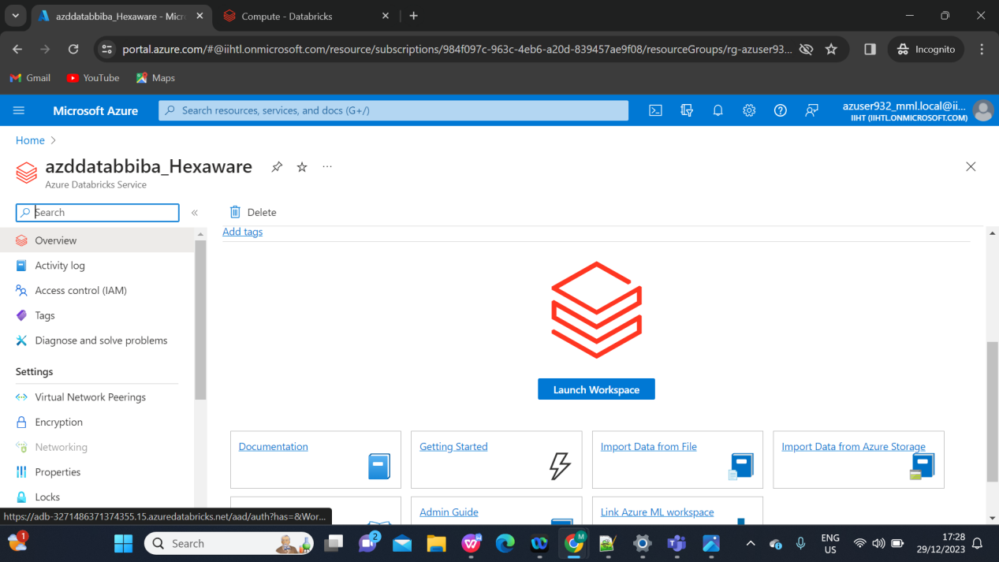 azddatabbiba_Hexaware - Micr
Compute - Databricks
portal.azure.com/#@iihtl.onmicrosoft.com/resource/subscriptions/984f097c-963c-4eb6-a20d-839457ae9f08/resourceGroups/rg-azuser93...
Incognito
Gmail
YouTube
Maps
Microsoft Azure
Search resources, services, and docs (G+/)
azuser932_mml.local@ii...
IIHT (IIHTL.ONMICROSOFT.COM)
Home
azddatabbiba_Hexaware
Azure Databricks Service
Search
Delete
Add tags
Overview
Activity log
Access control (IAM)
Tags
Diagnose and solve problems
Settings
Virtual Network Peerings
Encryption
Networking
Properties
Locks
Launch Workspace
Documentation
Getting Started
Import Data from File
Import Data from Azure Storage
Admin Guide
Link Azure ML workspace
https://adb-3271486371374355.15.azuredatabricks.net/aad/auth?has=&Wor...
1
Search
2
M
ENG
US
17:28
29/12/2023